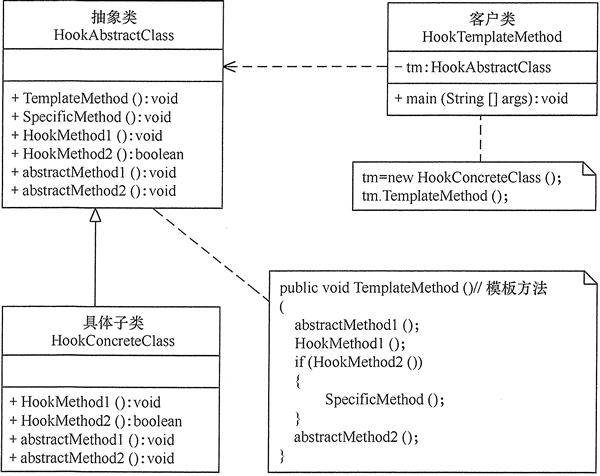 抽象类
HookAbstractClass
+ TemplateMethod ():void
+ SpecificMethod ():void
+ HookMethod1 ():void
+ HookMethod2 ():boolean
+ abstractMethod1 ():void
+ abstractMethod2 ():void
客户类
HookTemplateMethod
- tm:HookAbstractClass
+ main (String [] args):void
tm=new HookConcreteClass ();
tm.TemplateMethod ();
具体子类
HookConcreteClass
+ HookMethod1 ():void
+ HookMethod2 ():boolean
+ abstractMethod1 ():void
+ abstractMethod2 ():void
public void TemplateMethod ()// 模板方法
(
abstractMethod1 ();
HookMethod1 ();
if (HookMethod2 ())
{
SpecificMethod ();
}
abstractMethod2 ();
}